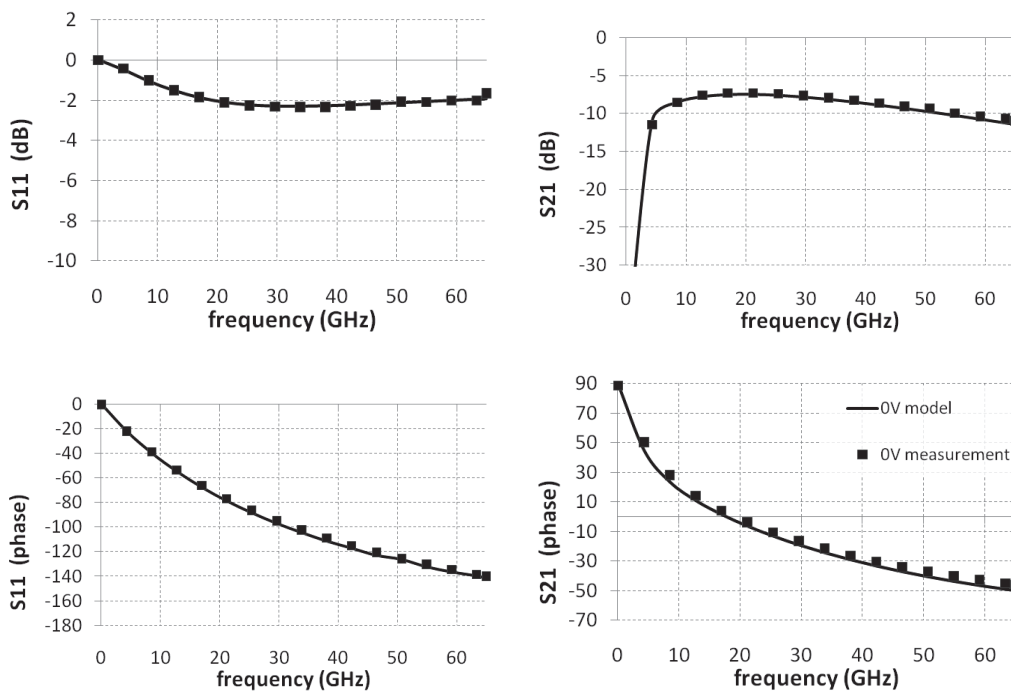 2
0
-2
-4
-6
-8
-10
S11 (dB)
0 10 20 30 40 50 60
frequency (GHz)
0
-5
-10
-15
-20
-25
-30
S21 (dB)
0 10 20 30 40 50 60
frequency (GHz)
0
-20
-40
-60
-80
-100
-120
-140
-160
-180
S11 (phase)
0 10 20 30 40 50 60
frequency (GHz)
90
70
50
30
10
-10
-30
-50
-70
S21 (phase)
0V model
0V measurement
0 10 20 30 40 50 60
frequency (GHz)